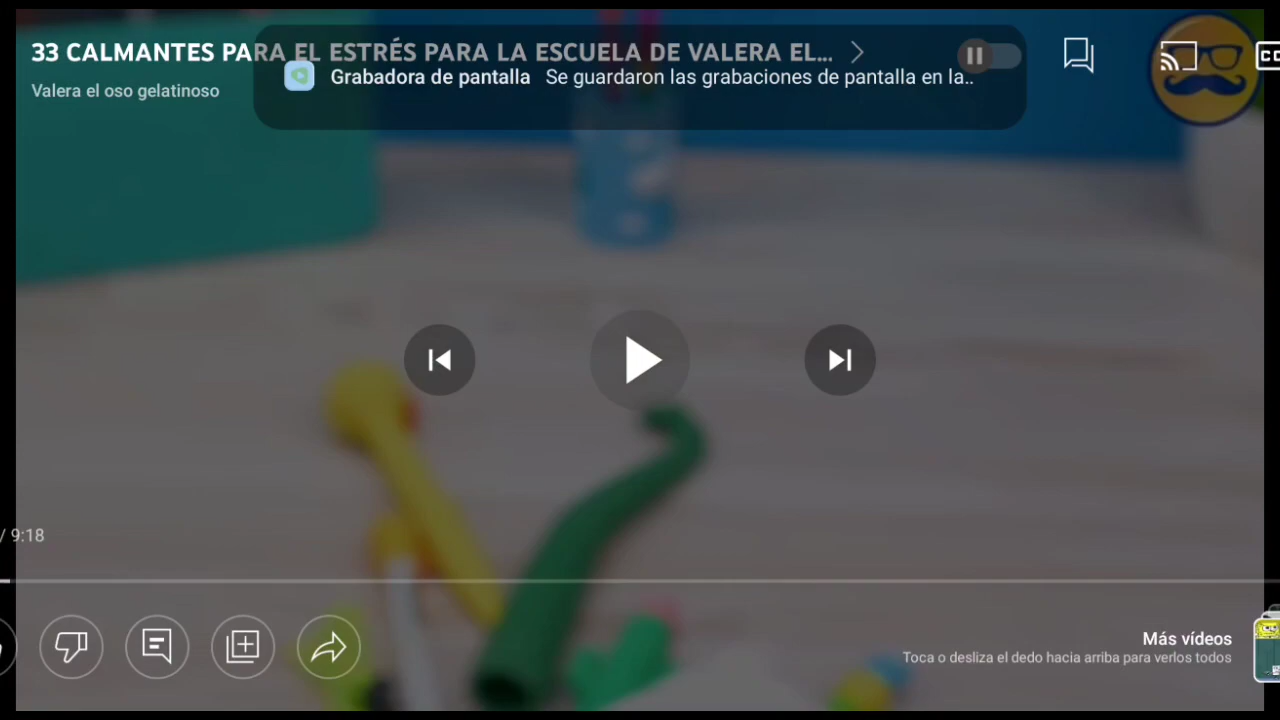 33 CALMANTES PARA EL ESTRÉS PARA LA ESCUELA DE VALERA EL...
Grabadora de pantalla Se guardaron las grabaciones de pantalla en la..
Valera el oso gelatinoso
CC
/ 9:18
Más vídeos
Toca o desliza el dedo hacia arriba para verlos todos